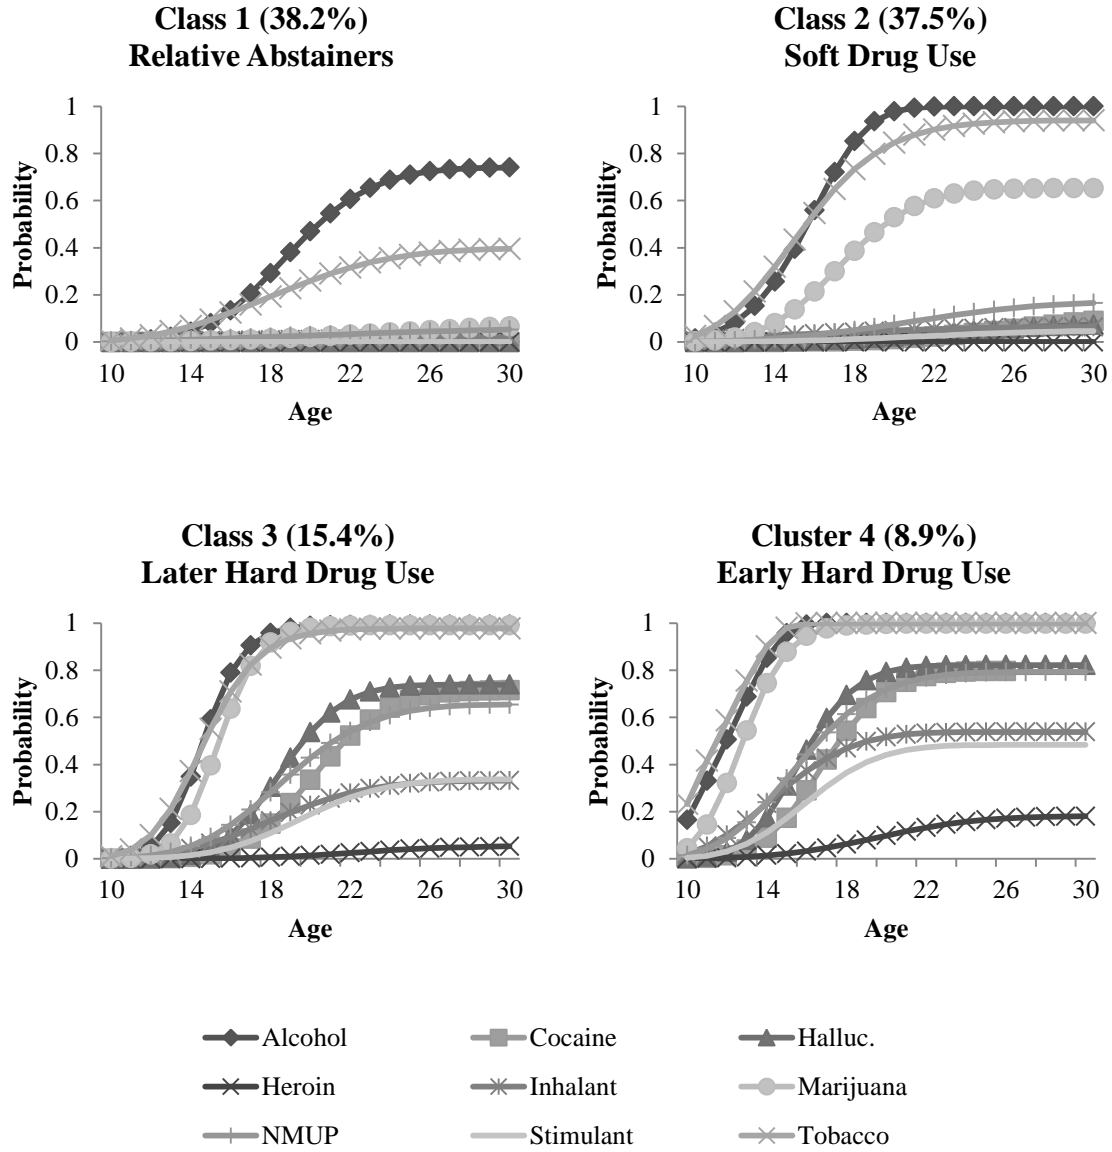 Class 1 (38.2%)
Relative Abstainers
1
0.8
0.6
0.4
0.2
0
Probability
10 14 18 22 26 30
Age
Class 2 (37.5%)
Soft Drug Use
1
0.8
0.6
0.4
0.2
0
Probability
10 14 18 22 26 30
Age
Class 3 (15.4%)
Later Hard Drug Use
1
0.8
0.6
0.4
0.2
0
Probability
10 14 18 22 26 30
Age
Cluster 4 (8.9%)
Early Hard Drug Use
1
0.8
0.6
0.4
0.2
0
Probability
10 14 18 22 26 30
Age
Alcohol Cocaine Halluc.
Heroin Inhalant Marijuana
NMUP Stimulant Tobacco